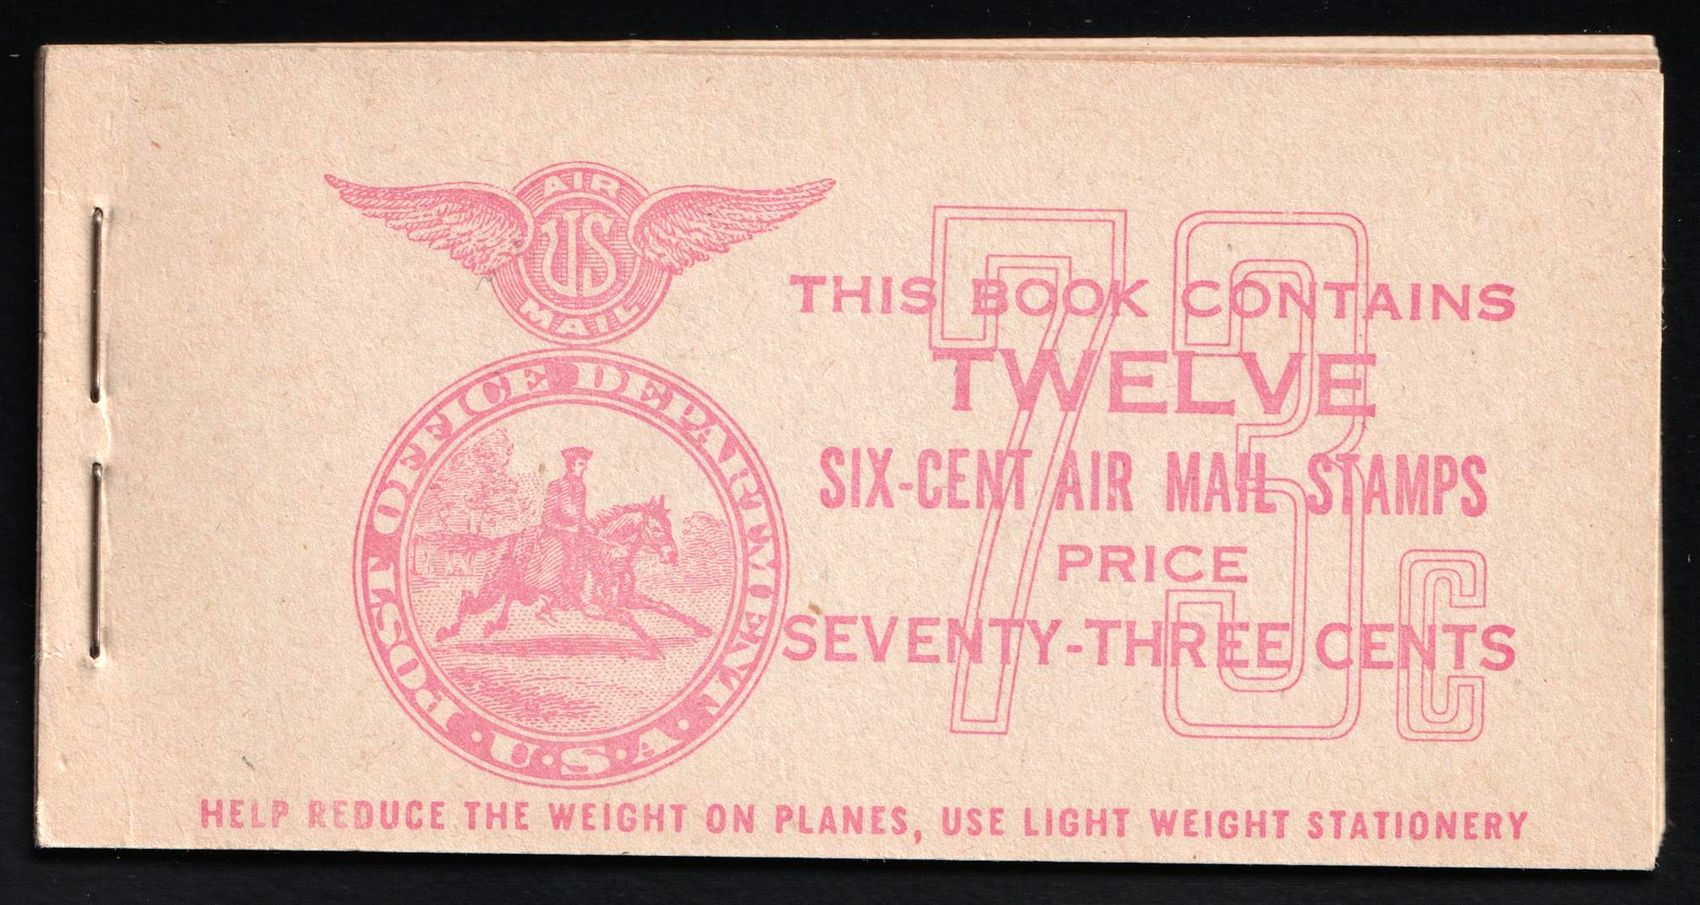 AIR
US
MAIL
POST OFFICE DEPARTMENT
·U·S·A·
73c
THIS BOOK CONTAINS
TWELVE
SIX-CENT AIR MAIL STAMPS
PRICE
SEVENTY-THREE CENTS
HELP REDUCE THE WEIGHT ON PLANES, USE LIGHT WEIGHT STATIONERY